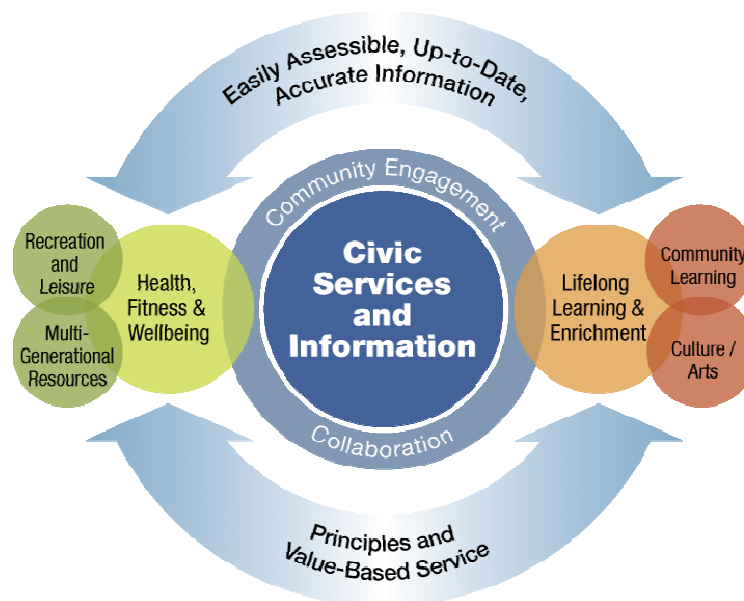 Easily Assessible, Up-to-Date,
Accurate Information
Community Engagement
Civic
Services
and
Information
Collaboration
Recreation
and
Leisure
Multi-
Generational
Resources
Health,
Fitness &
Wellbeing
Lifelong
Learning &
Enrichment
Community
Learning
Culture /
Arts
Principles and
Value-Based Service